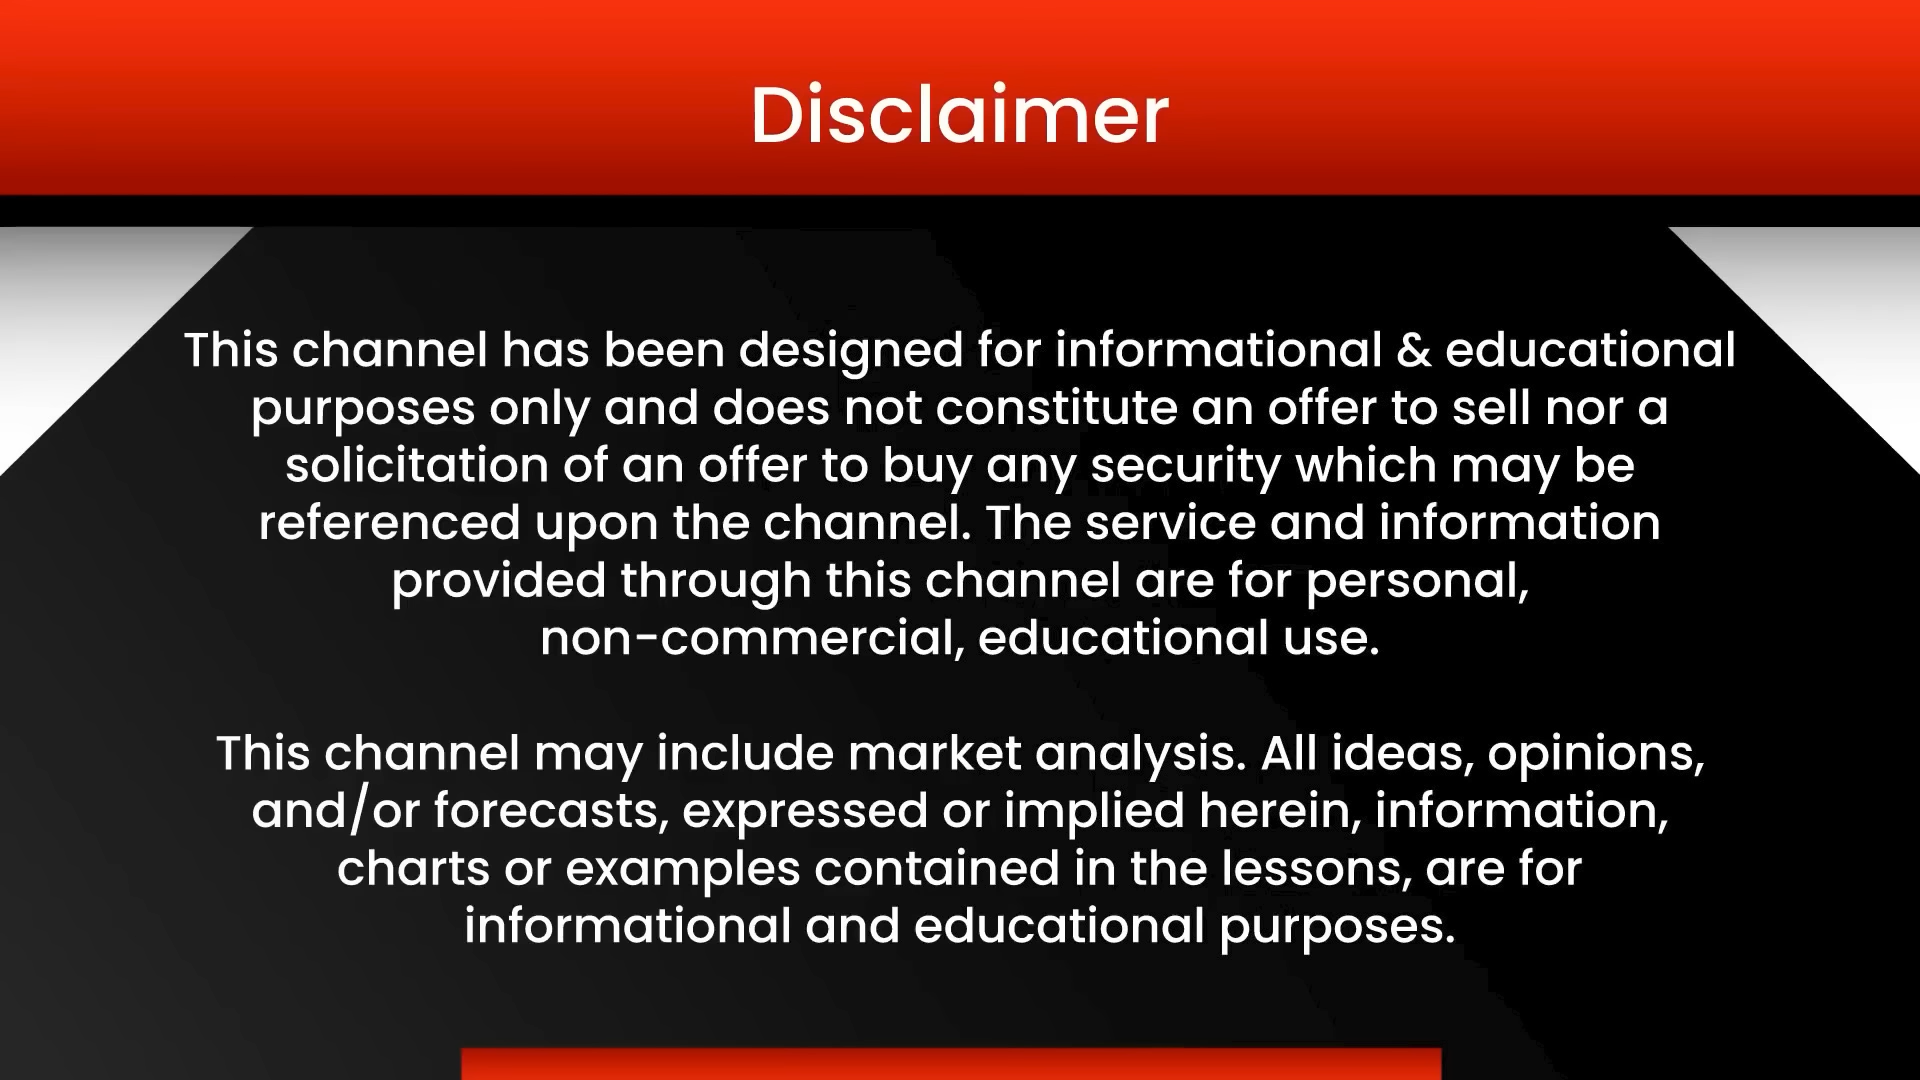 Disclaimer
This channel has been designed for informational & educational
purposes only and does not constitute an offer to sell nor a
solicitation of an offer to buy any security which may be
referenced upon the channel. The service and information
provided through this channel are for personal,
non-commercial, educational use.
This channel may include market analysis. All ideas, opinions,
and/or forecasts, expressed or implied herein, information,
charts or examples contained in the lessons, are for
informational and educational purposes.